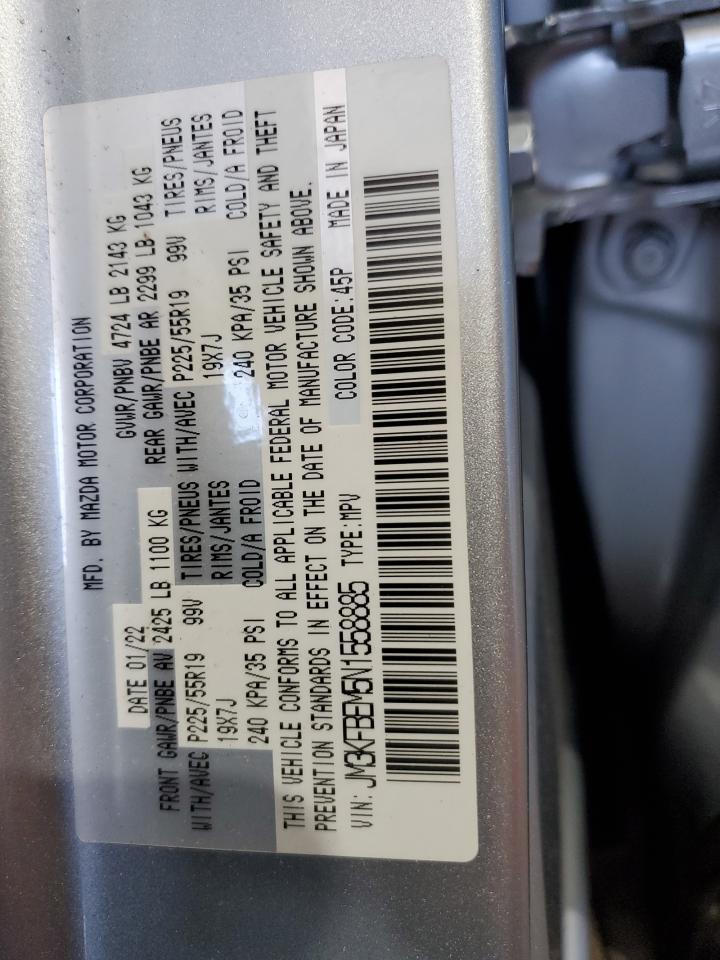 MFD. BY MAZDA MOTOR CORPORATION
DATE 01/22 GVWR/PNBV 4724 LB 2143 KG
FRONT GAWR/PNBE AV 2425 LB 1100 KG REAR GAWR/PNBE AR 2299 LB 1043 KG
WITH/AVEC P225/55R19 99V TIRES/PNEUS WITH/AVEC P225/55R19 99V TIRES/PNEUS
19X7J RIMS/JANTES 19X7J RIMS/JANTES
240 KPA/35 PSI COLD/A FROID 240 KPA/35 PSI COLD/A FROID
THIS VEHICLE CONFORMS TO ALL APPLICABLE FEDERAL MOTOR VEHICLE SAFETY AND THEFT
PREVENTION STANDARDS IN EFFECT ON THE DATE OF MANUFACTURE SHOWN ABOVE.
VIN: JM3KFBEM5N1558885 TYPE:MPV COLOR CODE:45P MADE IN JAPAN